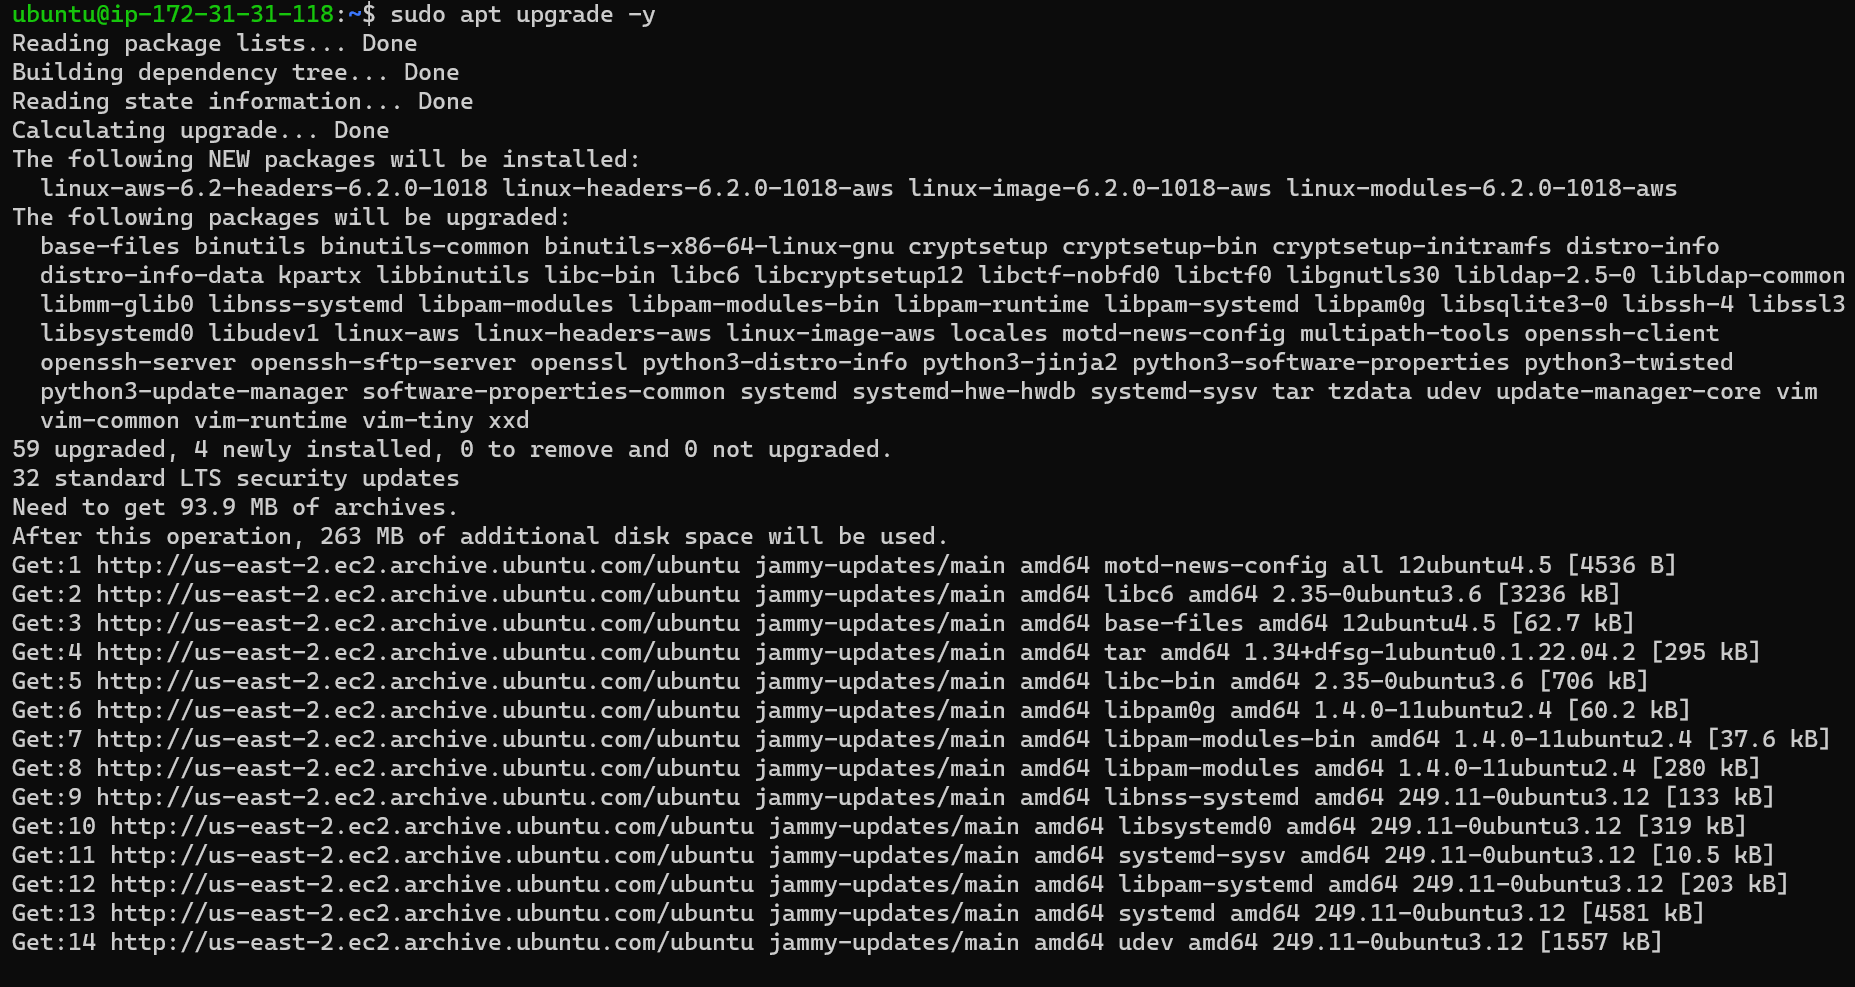 ubuntu@ip-172-31-31-118:~$ sudo apt upgrade -y
Reading package lists... Done
Building dependency tree... Done
Reading state information... Done
Calculating upgrade... Done
The following NEW packages will be installed:
  linux-aws-6.2-headers-6.2.0-1018 linux-headers-6.2.0-1018-aws linux-image-6.2.0-1018-aws linux-modules-6.2.0-1018-aws
The following packages will be upgraded:
  base-files binutils binutils-common binutils-x86-64-linux-gnu cryptsetup cryptsetup-bin cryptsetup-initramfs distro-info
  distro-info-data kpartx libbinutils libc-bin libc6 libcryptsetup12 libctf-nobfd0 libctf0 libgnutls30 libldap-2.5-0 libldap-common
  libmm-glib0 libnss-systemd libpam-modules libpam-modules-bin libpam-runtime libpam-systemd libpam0g libsqlite3-0 libssh-4 libssl3
  libsystemd0 libudev1 linux-aws linux-headers-aws linux-image-aws locales motd-news-config multipath-tools openssh-client
  openssh-server openssh-sftp-server openssl python3-distro-info python3-jinja2 python3-software-properties python3-twisted
  python3-update-manager software-properties-common systemd systemd-hwe-hwdb systemd-sysv tar tzdata udev update-manager-core vim
  vim-common vim-runtime vim-tiny xxd
59 upgraded, 4 newly installed, 0 to remove and 0 not upgraded.
32 standard LTS security updates
Need to get 93.9 MB of archives.
After this operation, 263 MB of additional disk space will be used.
Get:1 http://us-east-2.ec2.archive.ubuntu.com/ubuntu jammy-updates/main amd64 motd-news-config all 12ubuntu4.5 [4536 B]
Get:2 http://us-east-2.ec2.archive.ubuntu.com/ubuntu jammy-updates/main amd64 libc6 amd64 2.35-0ubuntu3.6 [3236 kB]
Get:3 http://us-east-2.ec2.archive.ubuntu.com/ubuntu jammy-updates/main amd64 base-files amd64 12ubuntu4.5 [62.7 kB]
Get:4 http://us-east-2.ec2.archive.ubuntu.com/ubuntu jammy-updates/main amd64 tar amd64 1.34+dfsg-1ubuntu0.1.22.04.2 [295 kB]
Get:5 http://us-east-2.ec2.archive.ubuntu.com/ubuntu jammy-updates/main amd64 libc-bin amd64 2.35-0ubuntu3.6 [706 kB]
Get:6 http://us-east-2.ec2.archive.ubuntu.com/ubuntu jammy-updates/main amd64 libpam0g amd64 1.4.0-11ubuntu2.4 [60.2 kB]
Get:7 http://us-east-2.ec2.archive.ubuntu.com/ubuntu jammy-updates/main amd64 libpam-modules-bin amd64 1.4.0-11ubuntu2.4 [37.6 kB]
Get:8 http://us-east-2.ec2.archive.ubuntu.com/ubuntu jammy-updates/main amd64 libpam-modules amd64 1.4.0-11ubuntu2.4 [280 kB]
Get:9 http://us-east-2.ec2.archive.ubuntu.com/ubuntu jammy-updates/main amd64 libnss-systemd amd64 249.11-0ubuntu3.12 [133 kB]
Get:10 http://us-east-2.ec2.archive.ubuntu.com/ubuntu jammy-updates/main amd64 libsystemd0 amd64 249.11-0ubuntu3.12 [319 kB]
Get:11 http://us-east-2.ec2.archive.ubuntu.com/ubuntu jammy-updates/main amd64 systemd-sysv amd64 249.11-0ubuntu3.12 [10.5 kB]
Get:12 http://us-east-2.ec2.archive.ubuntu.com/ubuntu jammy-updates/main amd64 libpam-systemd amd64 249.11-0ubuntu3.12 [203 kB]
Get:13 http://us-east-2.ec2.archive.ubuntu.com/ubuntu jammy-updates/main amd64 systemd amd64 249.11-0ubuntu3.12 [4581 kB]
Get:14 http://us-east-2.ec2.archive.ubuntu.com/ubuntu jammy-updates/main amd64 udev amd64 249.11-0ubuntu3.12 [1557 kB]